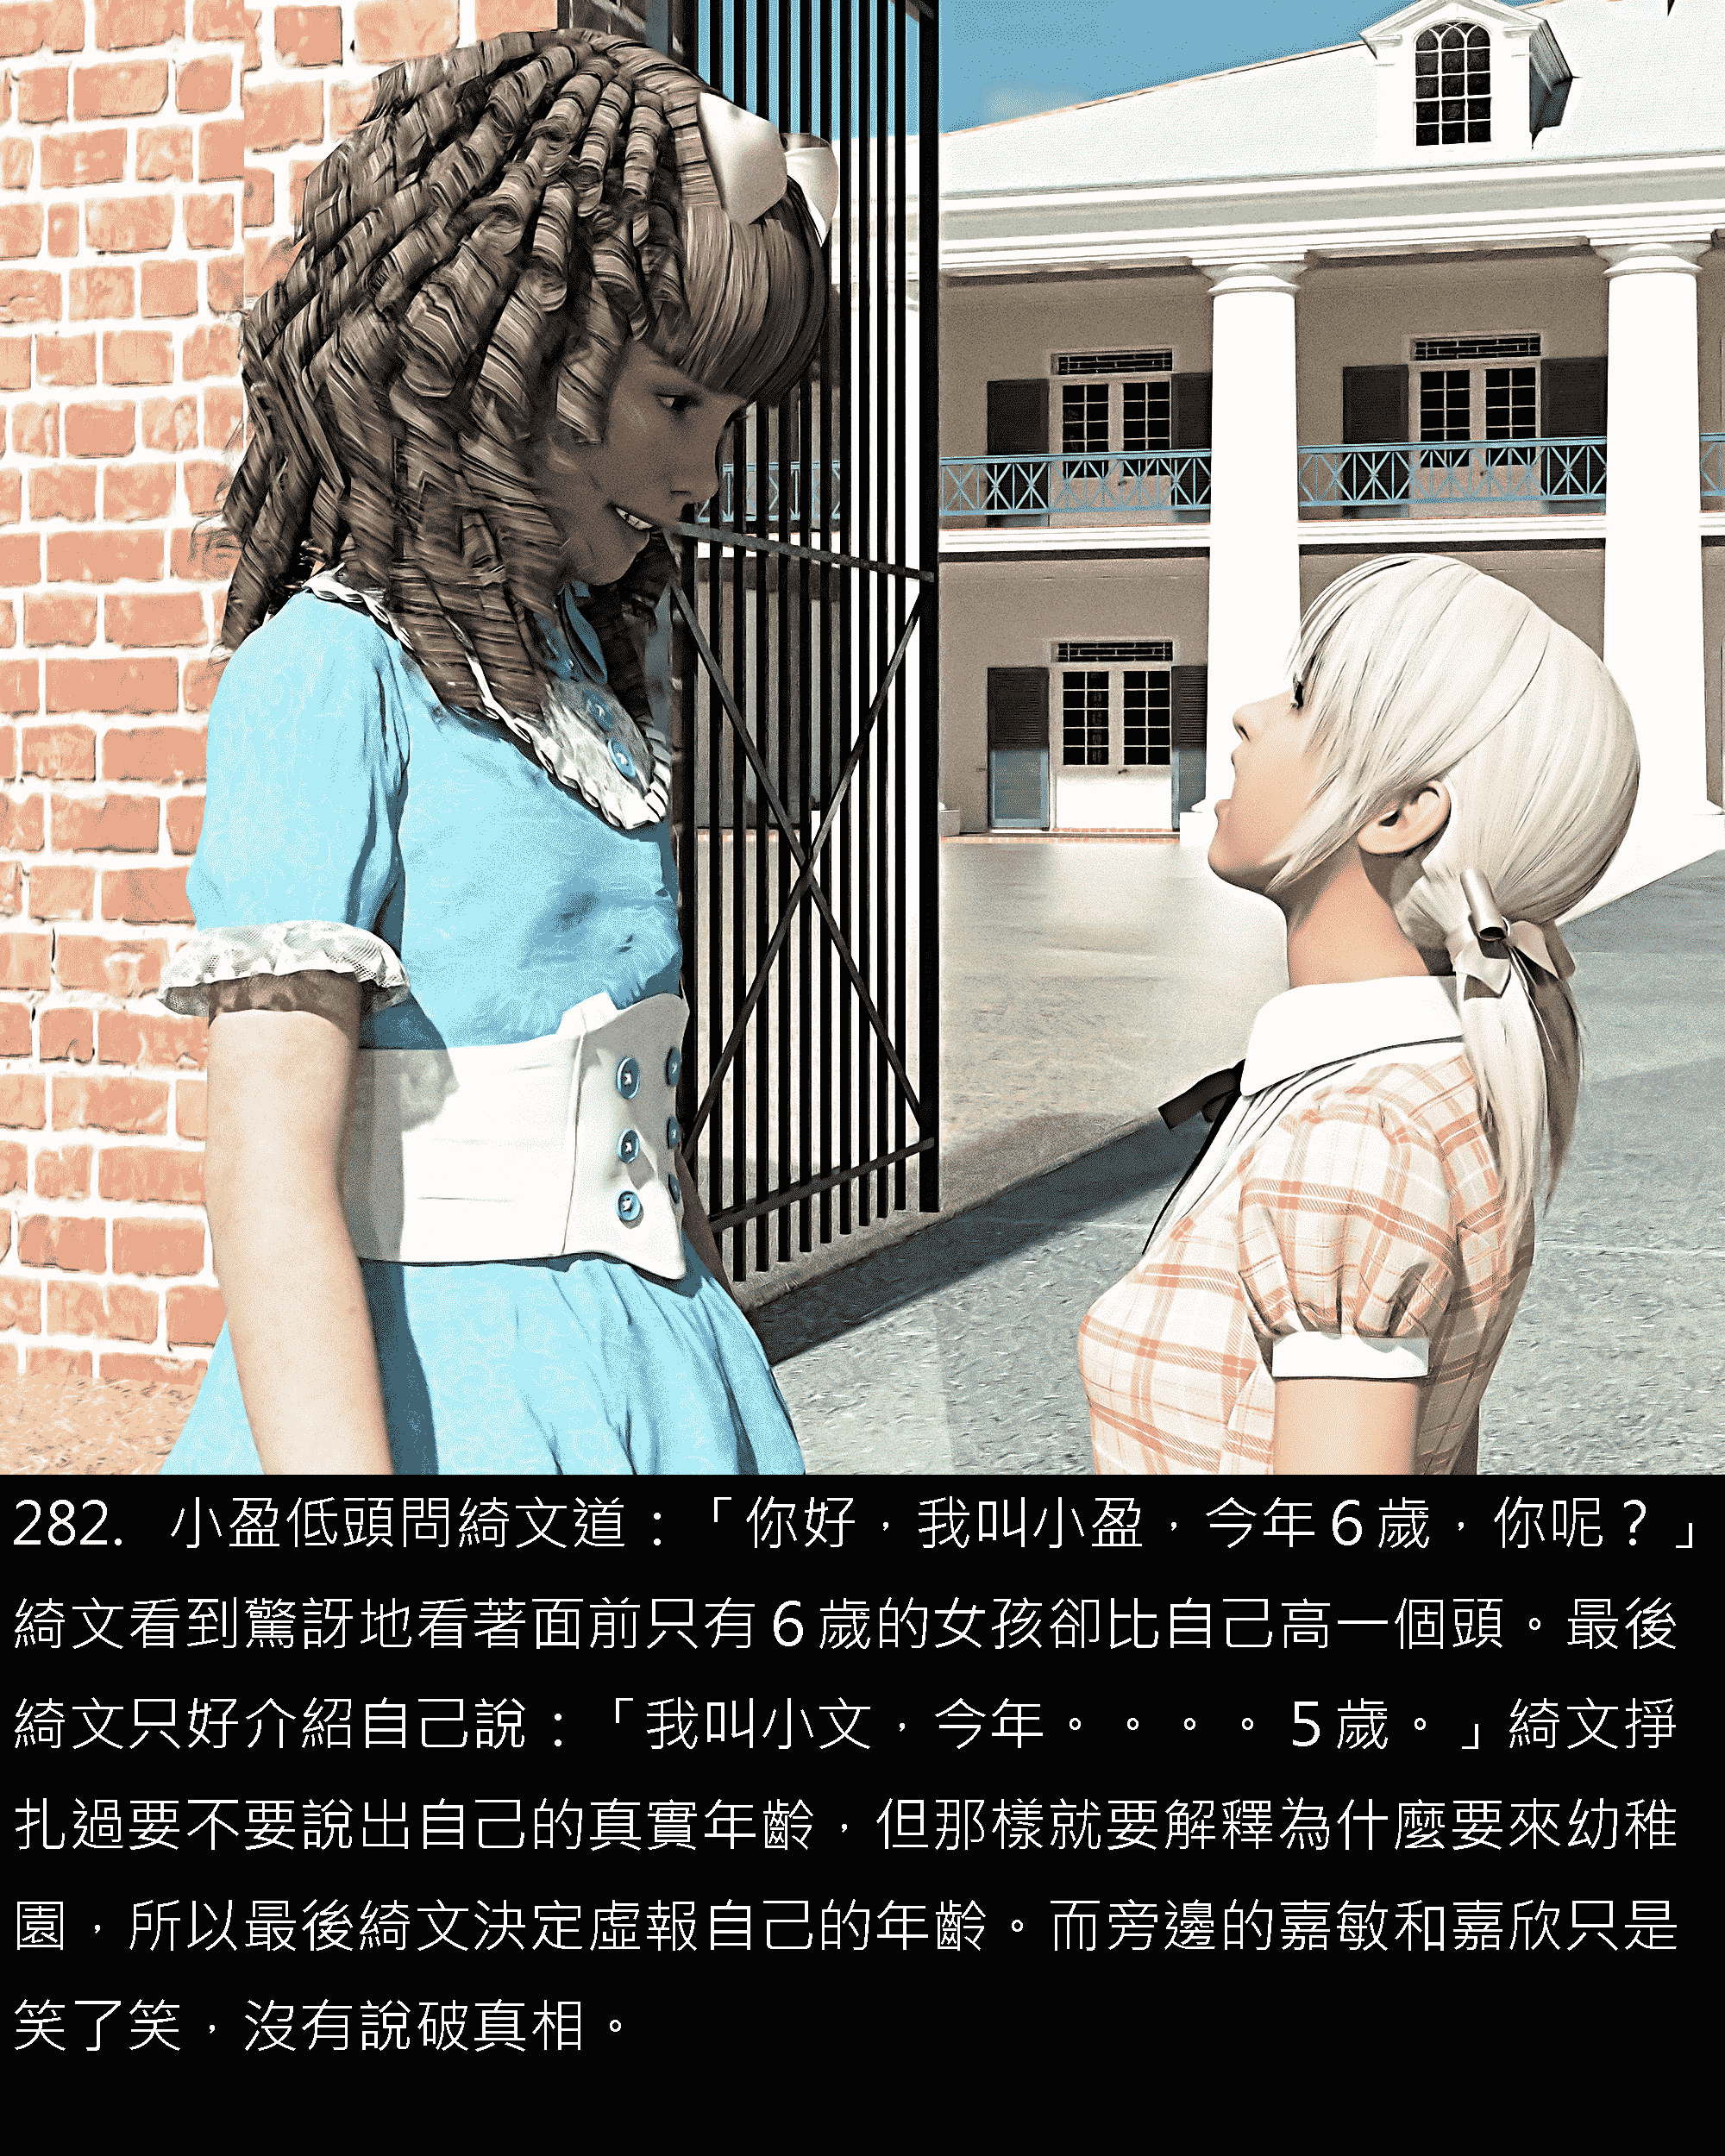 282. 小盈低頭問綺文道：「你好，我叫小盈，今年6歲，你呢？」
綺文看到驚訝地看著面前只有6歲的女孩卻比自己高一個頭。最後
綺文只好介紹自己說：「我叫小文，今年。。。。5歲。」綺文掙
扎過要不要說出自己的真實年齡，但那樣就要解釋為什麼要來幼稚
園，所以最後綺文決定虛報自己的年齡。而旁邊的嘉敏和嘉欣只是
笑了笑，沒有說破真相。